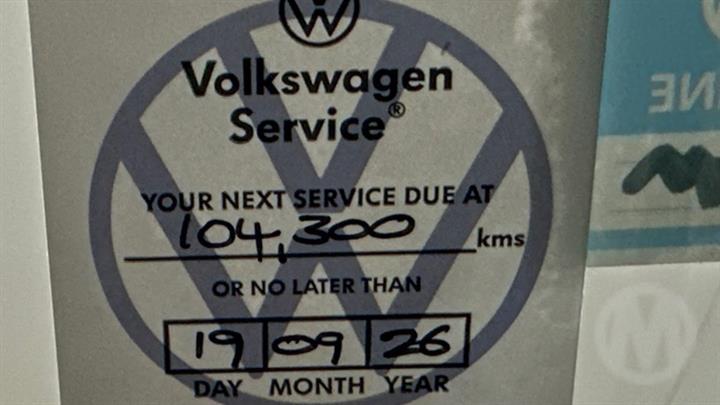 Volkswagen
Service®
YOUR NEXT SERVICE DUE AT
104,300 kms
OR NO LATER THAN
19 09 26
DAY MONTH YEAR